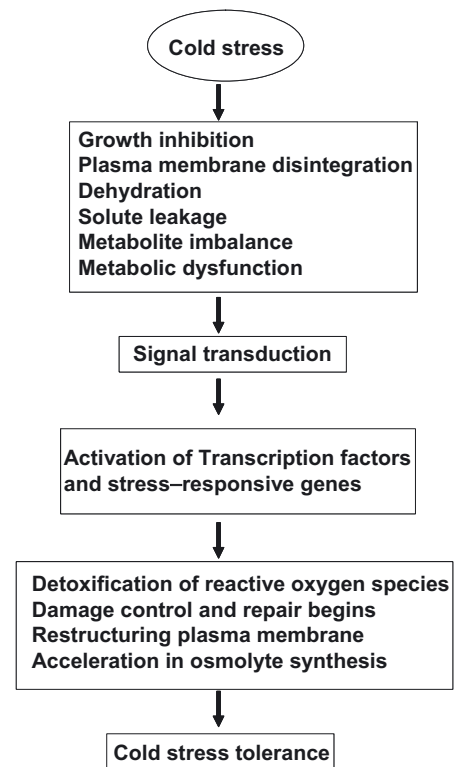 Cold stress
Growth inhibition
Plasma membrane disintegration
Dehydration
Solute leakage
Metabolite imbalance
Metabolic dysfunction
Signal transduction
Activation of Transcription factors
and stress–responsive genes
Detoxification of reactive oxygen species
Damage control and repair begins
Restructuring plasma membrane
Acceleration in osmolyte synthesis
Cold stress tolerance